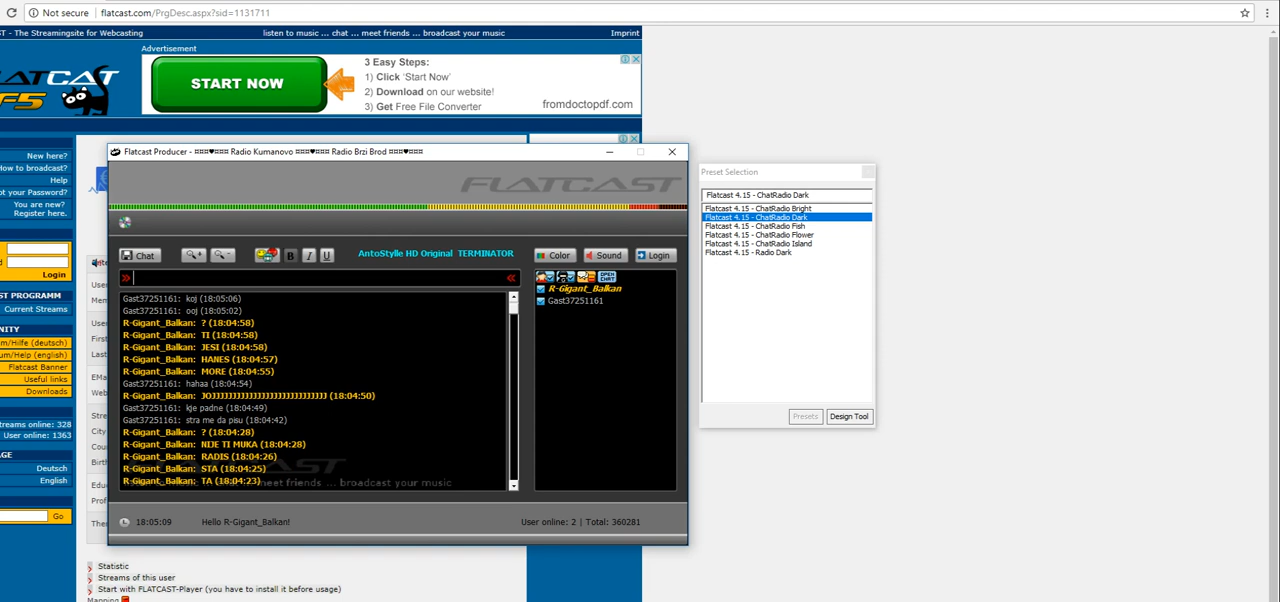 Not secure | flatcast.com/PrgDesc.aspx?sid=1131711
ST - The Streamingsite for Webcasting
listen to music ... chat ... meet friends ... broadcast your music
Imprint
ATCAST
F5
Advertisement
START NOW
3 Easy Steps:
1) Click 'Start Now'
2) Download on our website!
3) Get Free File Converter
fromdoctopdf.com
New here?
How to broadcast?
Help
ot your Password?
You are new?
Register here.
Login
ST PROGRAMM
Current Streams
NITY
um/Hilfe (deutsch)
um/Help (english)
Flatcast Banner
Useful links
Downloads
treams online: 328
User online: 1363
AGE
Deutsch
English
Go
Flatcast Producer - ¤¤¤♥¤¤¤ Radio Kumanovo ¤¤¤♥¤¤¤ Radio Brzi Brod ¤¤¤♥¤¤¤
FLATCAST
Chat
B I U
AntoStylle HD Original TERMINATOR
Color
Sound
Login
Gast37251161: koj (18:05:06)
Gast37251161: ooj (18:05:02)
R-Gigant_Balkan: ? (18:04:58)
R-Gigant_Balkan: TI (18:04:58)
R-Gigant_Balkan: JESI (18:04:58)
R-Gigant_Balkan: HANES (18:04:57)
R-Gigant_Balkan: MORE (18:04:55)
Gast37251161: hahaa (18:04:54)
Gast37251161: kje padne (18:04:49)
Gast37251161: stra me da pisu (18:04:42)
R-Gigant_Balkan: ? (18:04:28)
R-Gigant_Balkan: NIJE TI MUKA (18:04:28)
R-Gigant_Balkan: RADIS (18:04:26)
R-Gigant_Balkan: STA (18:04:25)
R-Gigant_Balkan: TA (18:04:23)
meet friends ... broadcast your music
OPEN CHAT
R-Gigant_Balkan
Gast37251161
18:05:09
Hello R-Gigant_Balkan!
User online: 2 | Total: 360281
Preset Selection
Flatcast 4.15 - ChatRadio Dark
Flatcast 4.15 - ChatRadio Bright
Flatcast 4.15 - ChatRadio Dark
Flatcast 4.15 - ChatRadio Fish
Flatcast 4.15 - ChatRadio Flower
Flatcast 4.15 - ChatRadio Island
Flatcast 4.15 - Radio Dark
Presets
Design Tool
Statistic
Streams of this user
Start with FLATCAST-Player (you have to install it before usage)
Mapping